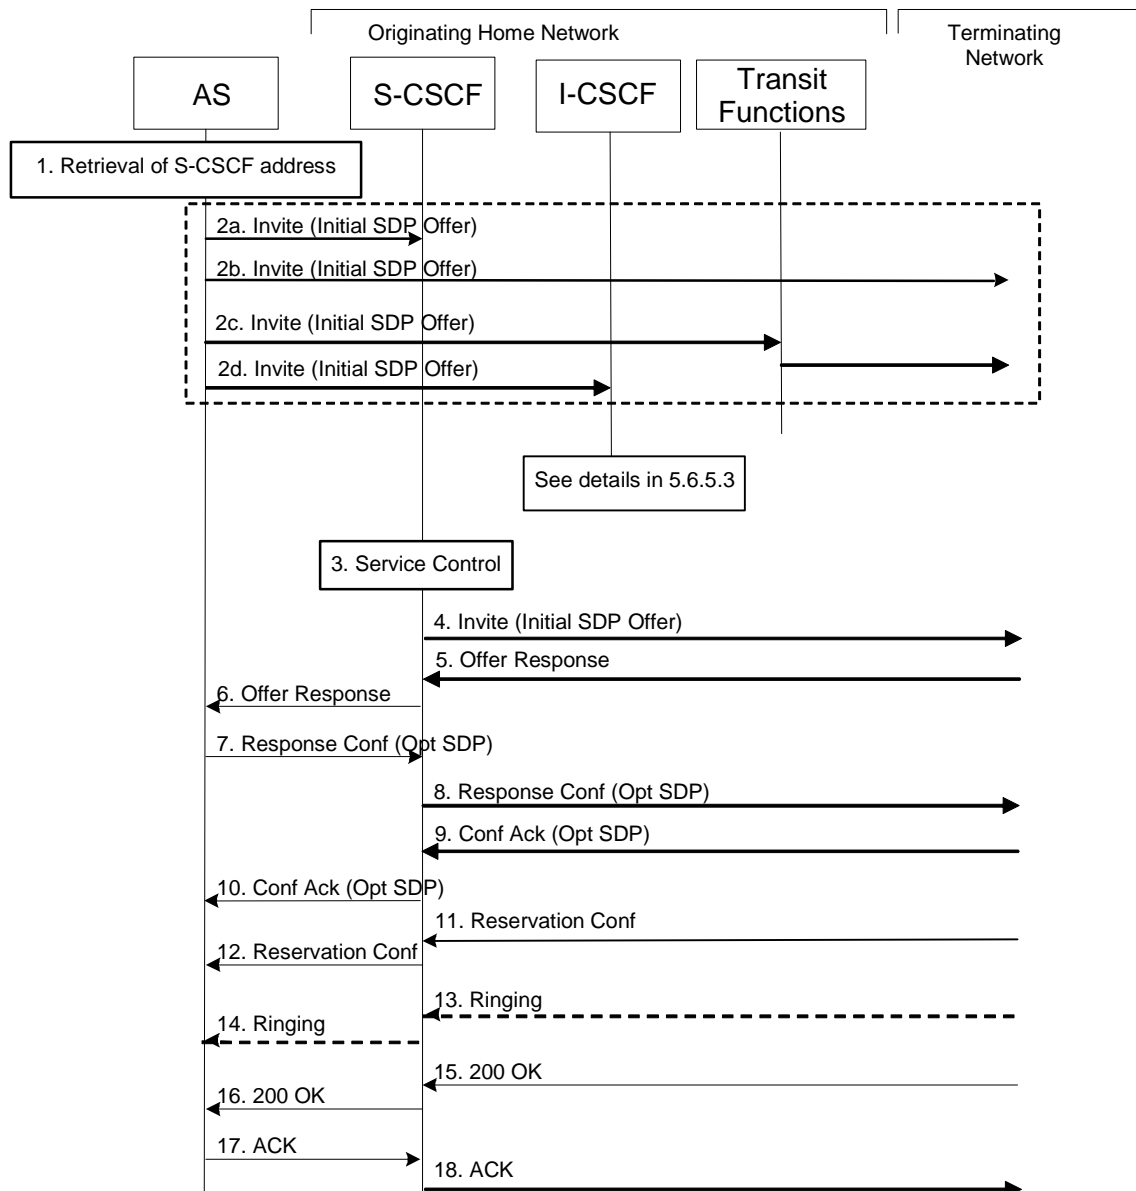 Originating Home Network
Terminating
Network
AS
S-CSCF
I-CSCF
Transit
Functions
1. Retrieval of S-CSCF address
2a. Invite (Initial SDP Offer)
2b. Invite (Initial SDP Offer)
2c. Invite (Initial SDP Offer)
2d. Invite (Initial SDP Offer)
See details in 5.6.5.3
3. Service Control
4. Invite (Initial SDP Offer)
5. Offer Response
6. Offer Response
7. Response Conf (Opt SDP)
8. Response Conf (Opt SDP)
9. Conf Ack (Opt SDP)
10. Conf Ack (Opt SDP)
11. Reservation Conf
12. Reservation Conf
13. Ringing
14. Ringing
15. 200 OK
16. 200 OK
17. ACK
18. ACK